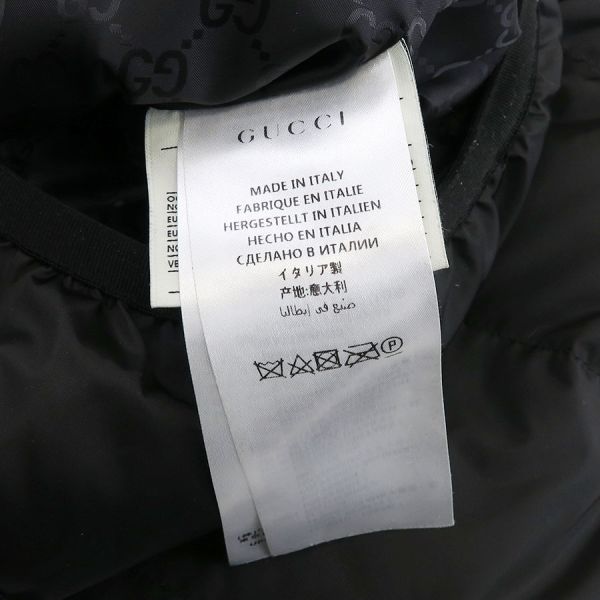 GUCCI
MADE IN ITALY
FABRIQUE EN ITALIE
HERGESTELLT IN ITALIEN
HECHO EN ITALIA
СДЕЛАНО В ИТАЛИИ
イタリア製
产地:意大利
صنع في إيطاليا
P